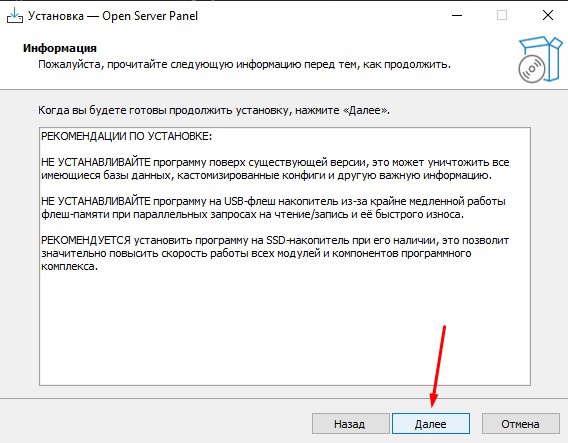 Установка — Open Server Panel
Информация
Пожалуйста, прочитайте следующую информацию перед тем, как продолжить.
Когда вы будете готовы продолжить установку, нажмите «Далее».
РЕКОМЕНДАЦИИ ПО УСТАНОВКЕ:
НЕ УСТАНАВЛИВАЙТЕ программу поверх существующей версии, это может уничтожить все
имеющиеся базы данных, кастомизированные конфиги и другую важную информацию.
НЕ УСТАНАВЛИВАЙТЕ программу на USB-флеш накопитель из-за крайне медленной работы
флеш-памяти при параллельных запросах на чтение/запись и её быстрого износа.
РЕКОМЕНДУЕТСЯ установить программу на SSD-накопитель при его наличии, это позволит
значительно повысить скорость работы всех модулей и компонентов программного
комплекса.
Назад
Далее
Отмена